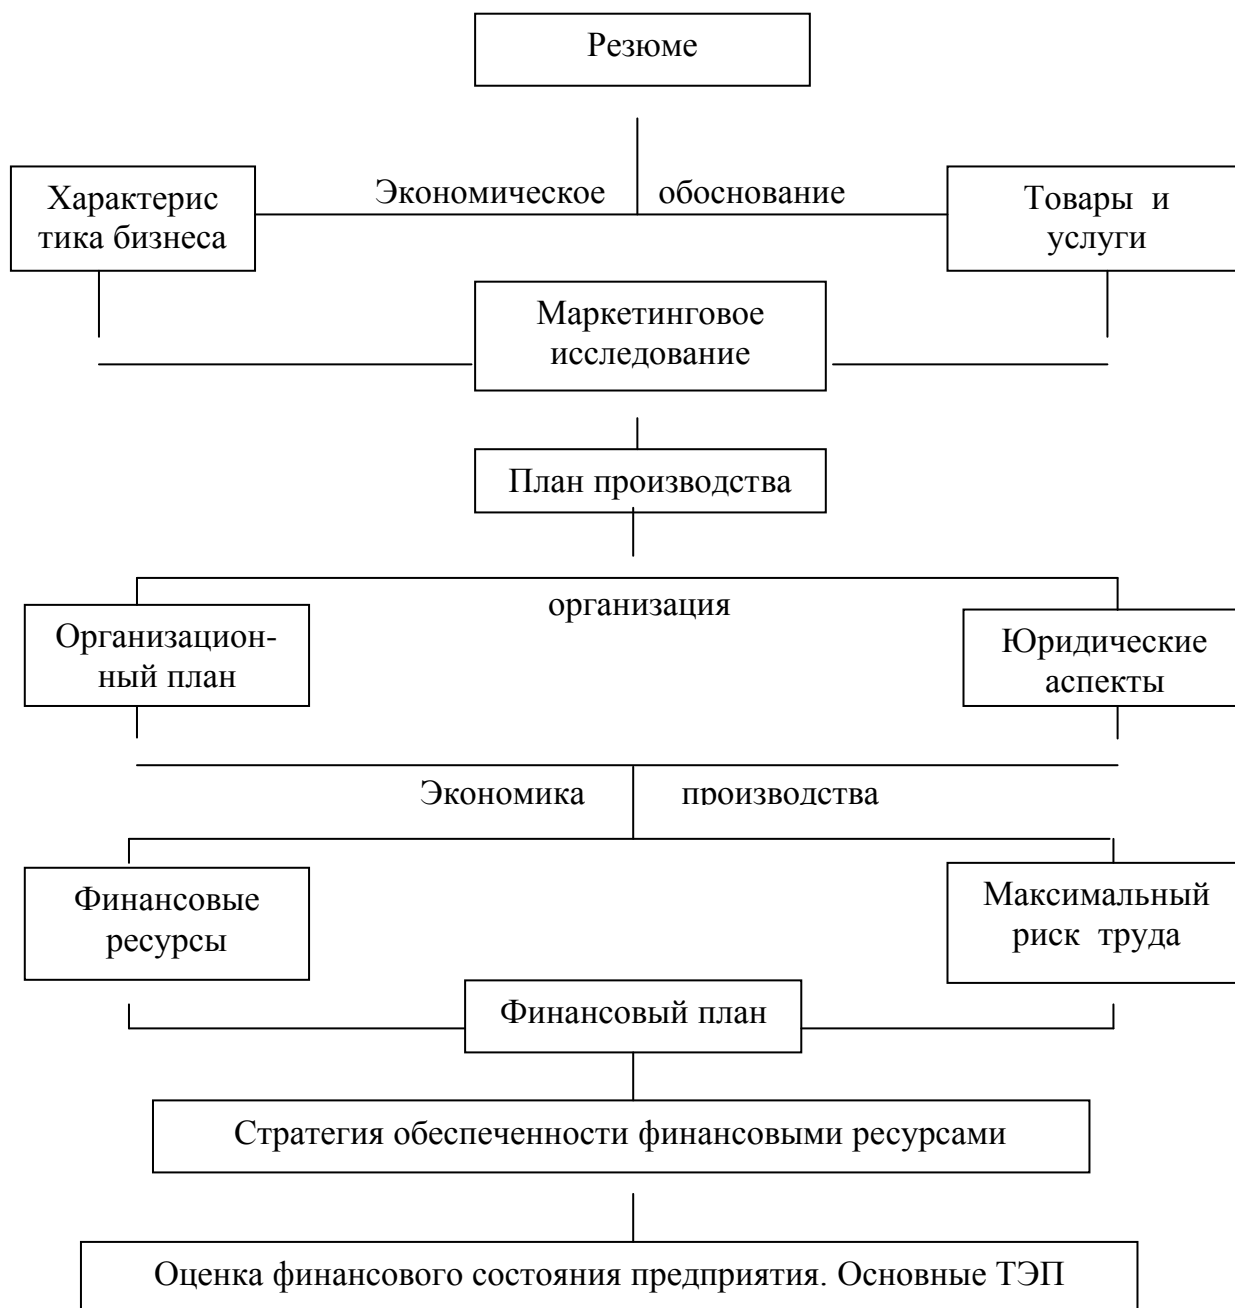 Резюме
Экономическое обоснование
Характерис
тика бизнеса
Товары и
услуги
Маркетинговое
исследование
План производства
организация
Организацион-
ный план
Юридические
аспекты
Экономика производства
Финансовые
ресурсы
Максимальный
риск труда
Финансовый план
Стратегия обеспеченности финансовыми ресурсами
Оценка финансового состояния предприятия. Основные ТЭП